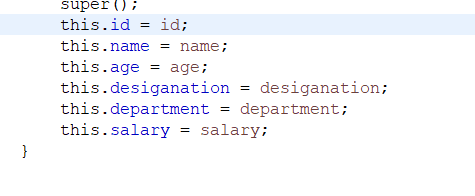 super();
this.id = id;
this.name = name;
this.age = age;
this.desiganation = desiganation;
this.department = department;
this.salary = salary;
}